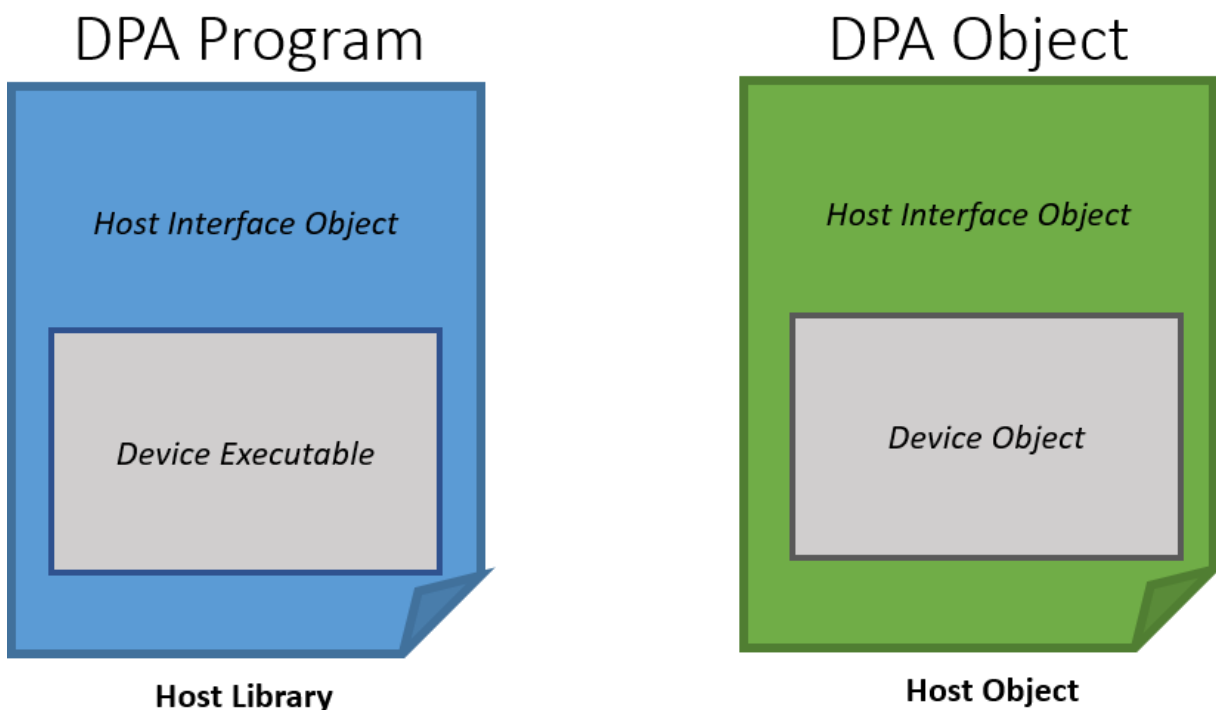 DPA Program
Host Interface Object
Device Executable
Host Library
DPA Object
Host Interface Object
Device Object
Host Object